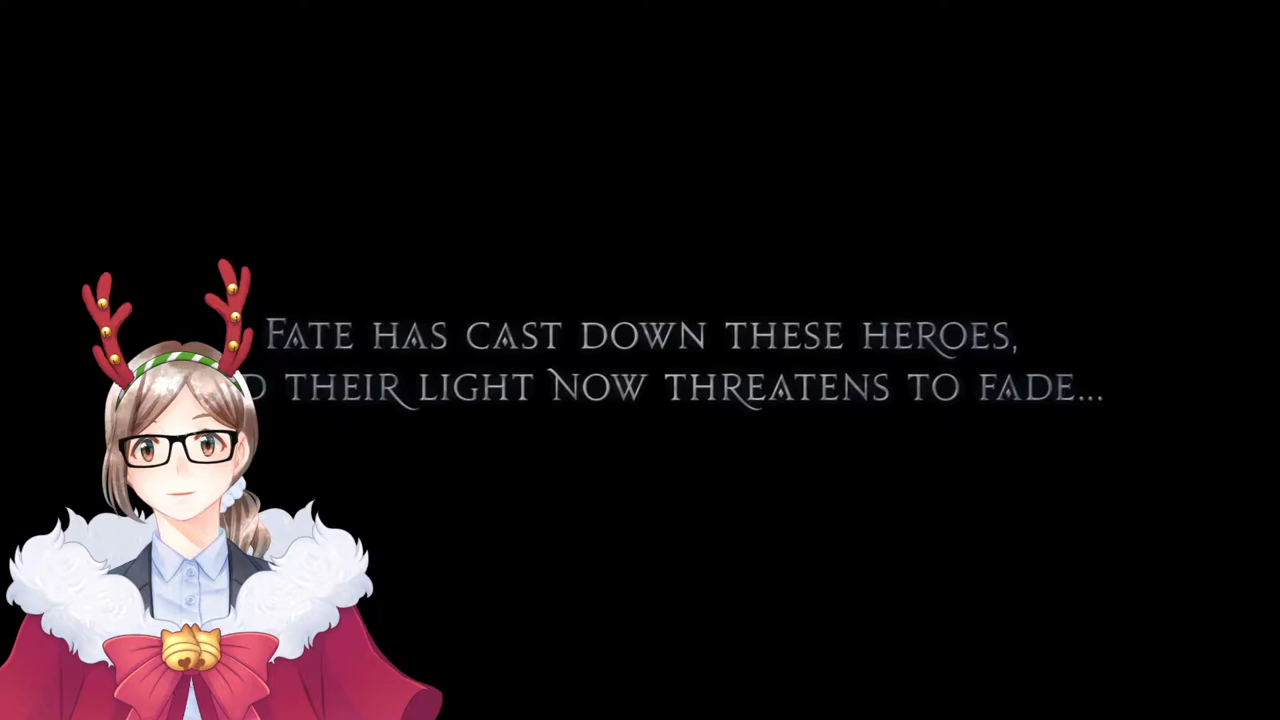 Fate has cast down these heroes,
their light now threatens to fade...